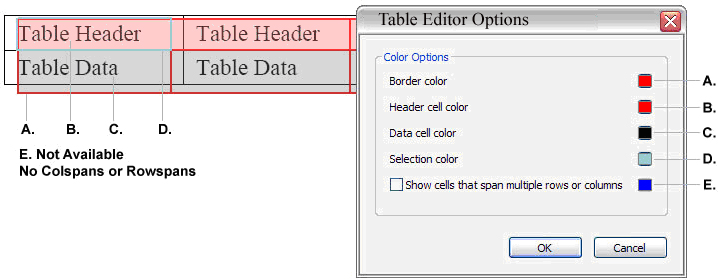 Table Header Table Header
Table Data Table Data
A. B. C. D.
E. Not Available
No Colspans or Rowspans
Table Editor Options
Color Options
Border color A.
Header cell color B.
Data cell color C.
Selection color D.
Show cells that span multiple rows or columns E.
OK Cancel